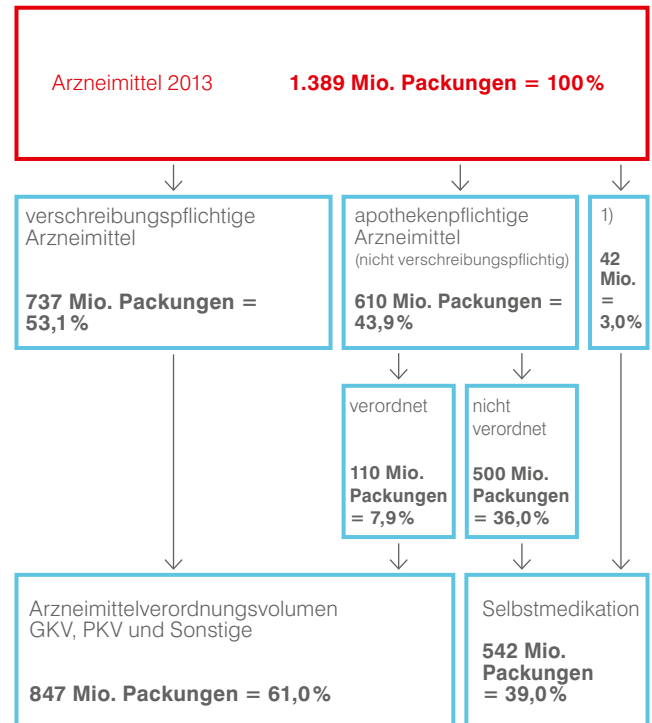 Arzneimittel 2013 1.389 Mio. Packungen = 100%
verschreibungspflichtige
Arzneimittel
737 Mio. Packungen =
53,1%
apothekenpflichtige
Arzneimittel
(nicht verschreibungspflichtig)
610 Mio. Packungen =
43,9%
1)
42
Mio.
=
3,0%
verordnet
110 Mio.
Packungen
= 7,9%
nicht
verordnet
500 Mio.
Packungen
= 36,0%
Arzneimittelverordnungsvolumen
GKV, PKV und Sonstige
847 Mio. Packungen = 61,0%
Selbstmedikation
542 Mio.
Packungen
= 39,0%